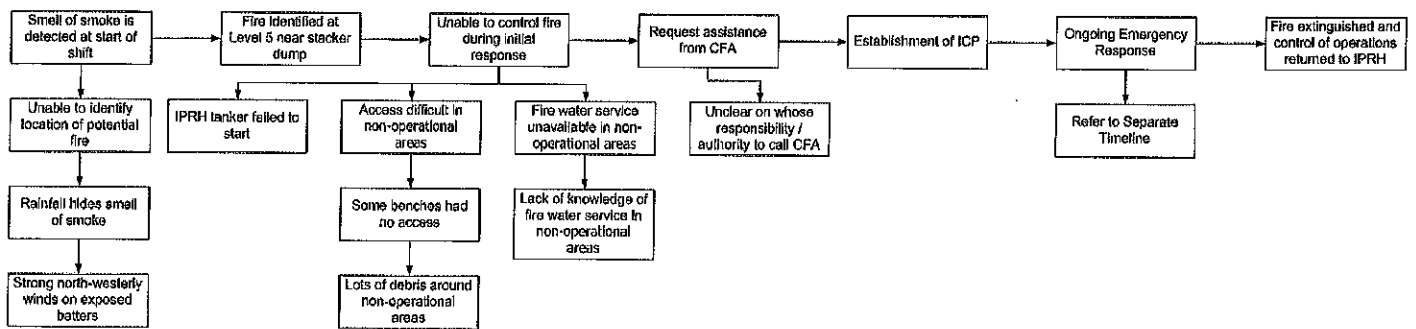 Smell of smoke is
detected at start of
shift
Fire Identified at
Level 5 near stacker
dump
Unable to control fire
during initial
response
Request assistance
from CFA
Establishment of ICP
Ongoing Emergency
Response
Fire extinguished and
control of operations
returned to IPRH
Unable to identify
location of potential
fire
IPRH tanker failed to
start
Access difficult in
non-operational
areas
Fire water service
unavailable in non-
operational areas
Unclear on whose
responsibility /
authority to call CFA
Refer to Separate
Timeline
Rainfall hides smell
of smoke
Some benches had
no access
Lack of knowledge of
fire water service in
non-operational
areas
Strong north-westerly
winds on exposed
batters
Lots of debris around
non-operational
areas